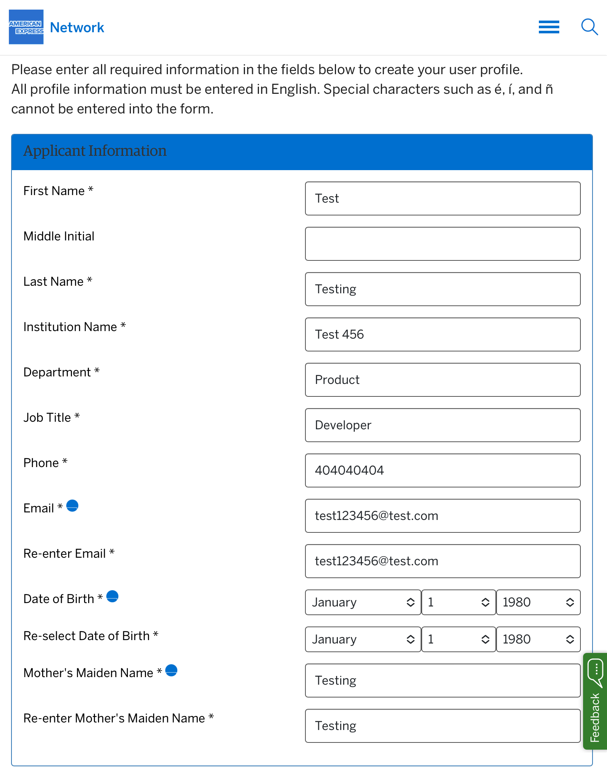 AMERICAN
EXPRESS
Network
Please enter all required information in the fields below to create your user profile.
All profile information must be entered in English. Special characters such as é, í, and ñ
cannot be entered into the form.
Applicant Information
First Name * Test
Middle Initial
Last Name * Testing
Institution Name * Test 456
Department * Product
Job Title * Developer
Phone * 404040404
Email * test123456@test.com
Re-enter Email * test123456@test.com
Date of Birth * January 1 1980
Re-select Date of Birth * January 1 1980
Mother's Maiden Name * Testing
Re-enter Mother's Maiden Name * Testing
Feedback